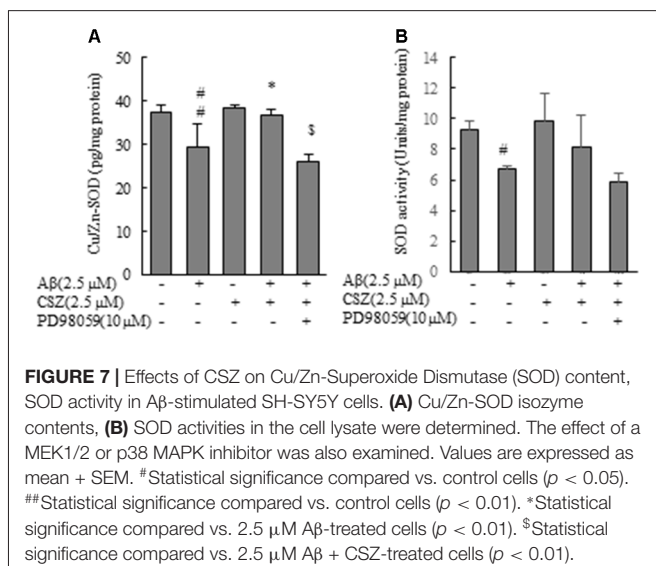 A
B
Cu/Zn-SOD (pg/mg protein)
50
40
30
20
10
0
#
#
*
$
Aβ(2.5 μM) - + - + +
CSZ(2.5 μM) - - + + +
PD98059(10 μM) - - - - +
SOD activity (Units/mg protein)
14
12
10
8
6
4
2
0
#
Aβ(2.5 μM) - + - + +
CSZ(2.5 μM) - - + + +
PD98059(10 μM) - - - - +
FIGURE 7 | Effects of CSZ on Cu/Zn-Superoxide Dismutase (SOD) content,
SOD activity in Aβ-stimulated SH-SY5Y cells. (A) Cu/Zn-SOD isozyme
contents, (B) SOD activities in the cell lysate were determined. The effect of a
MEK1/2 or p38 MAPK inhibitor was also examined. Values are expressed as
mean + SEM. #Statistical significance compared vs. control cells (p < 0.05).
##Statistical significance compared vs. control cells (p < 0.01). *Statistical
significance compared vs. 2.5 μM Aβ-treated cells (p < 0.01). $Statistical
significance compared vs. 2.5 μM Aβ + CSZ-treated cells (p < 0.01).